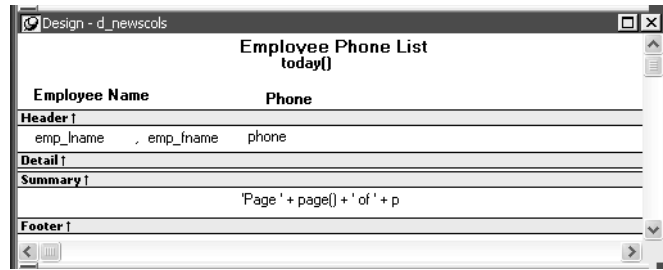 Design - d_newscols
Employee Phone List
today()
Employee Name Phone
Header ↑
emp_lname , emp_fname phone
Detail ↑
Summary ↑
'Page ' + page() + ' of ' + p
Footer ↑